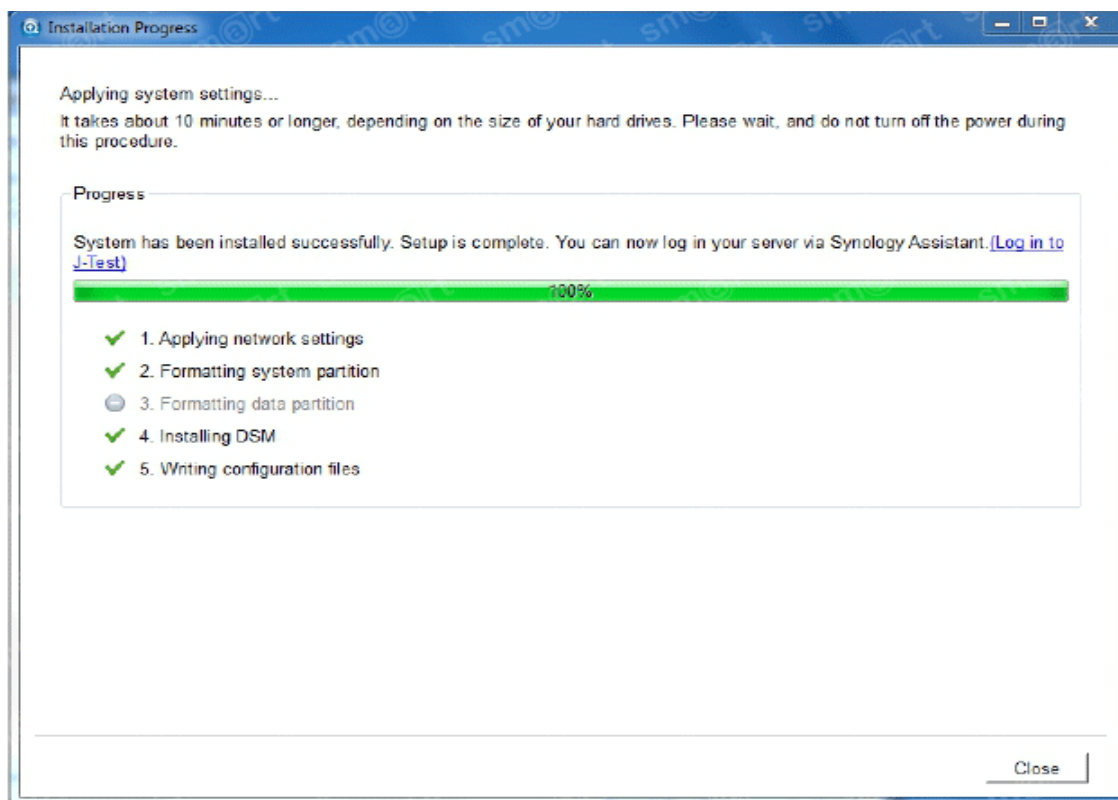 Installation Progress
Applying system settings...
It takes about 10 minutes or longer, depending on the size of your hard drives. Please wait, and do not turn off the power during
this procedure.
Progress
System has been installed successfully. Setup is complete. You can now log in your server via Synology Assistant.(Log in to
J-Test)
100%
1. Applying network settings
2. Formatting system partition
3. Formatting data partition
4. Installing DSM
5. Writing configuration files
Close
sm@rt